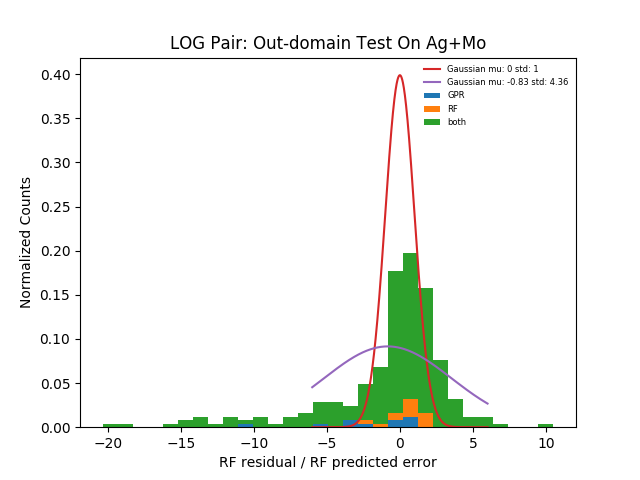 LOG Pair: Out-domain Test On Ag+Mo
Gaussian mu: 0 std: 1
Gaussian mu: -0.83 std: 4.36
GPR
RF
both
Normalized Counts
0.40
0.35
0.30
0.25
0.20
0.15
0.10
0.05
0.00
−20 −15 −10 −5 0 5 10
RF residual / RF predicted error